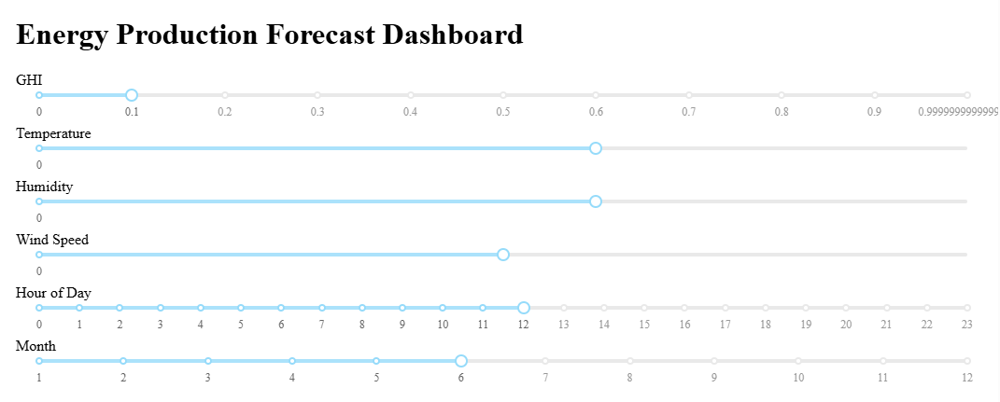 Energy Production Forecast Dashboard
GHI
0 0.1 0.2 0.3 0.4 0.5 0.6 0.7 0.8 0.9 0.9999999999999
Temperature
0
Humidity
0
Wind Speed
0
Hour of Day
0 1 2 3 4 5 6 7 8 9 10 11 12 13 14 15 16 17 18 19 20 21 22 23
Month
1 2 3 4 5 6 7 8 9 10 11 12